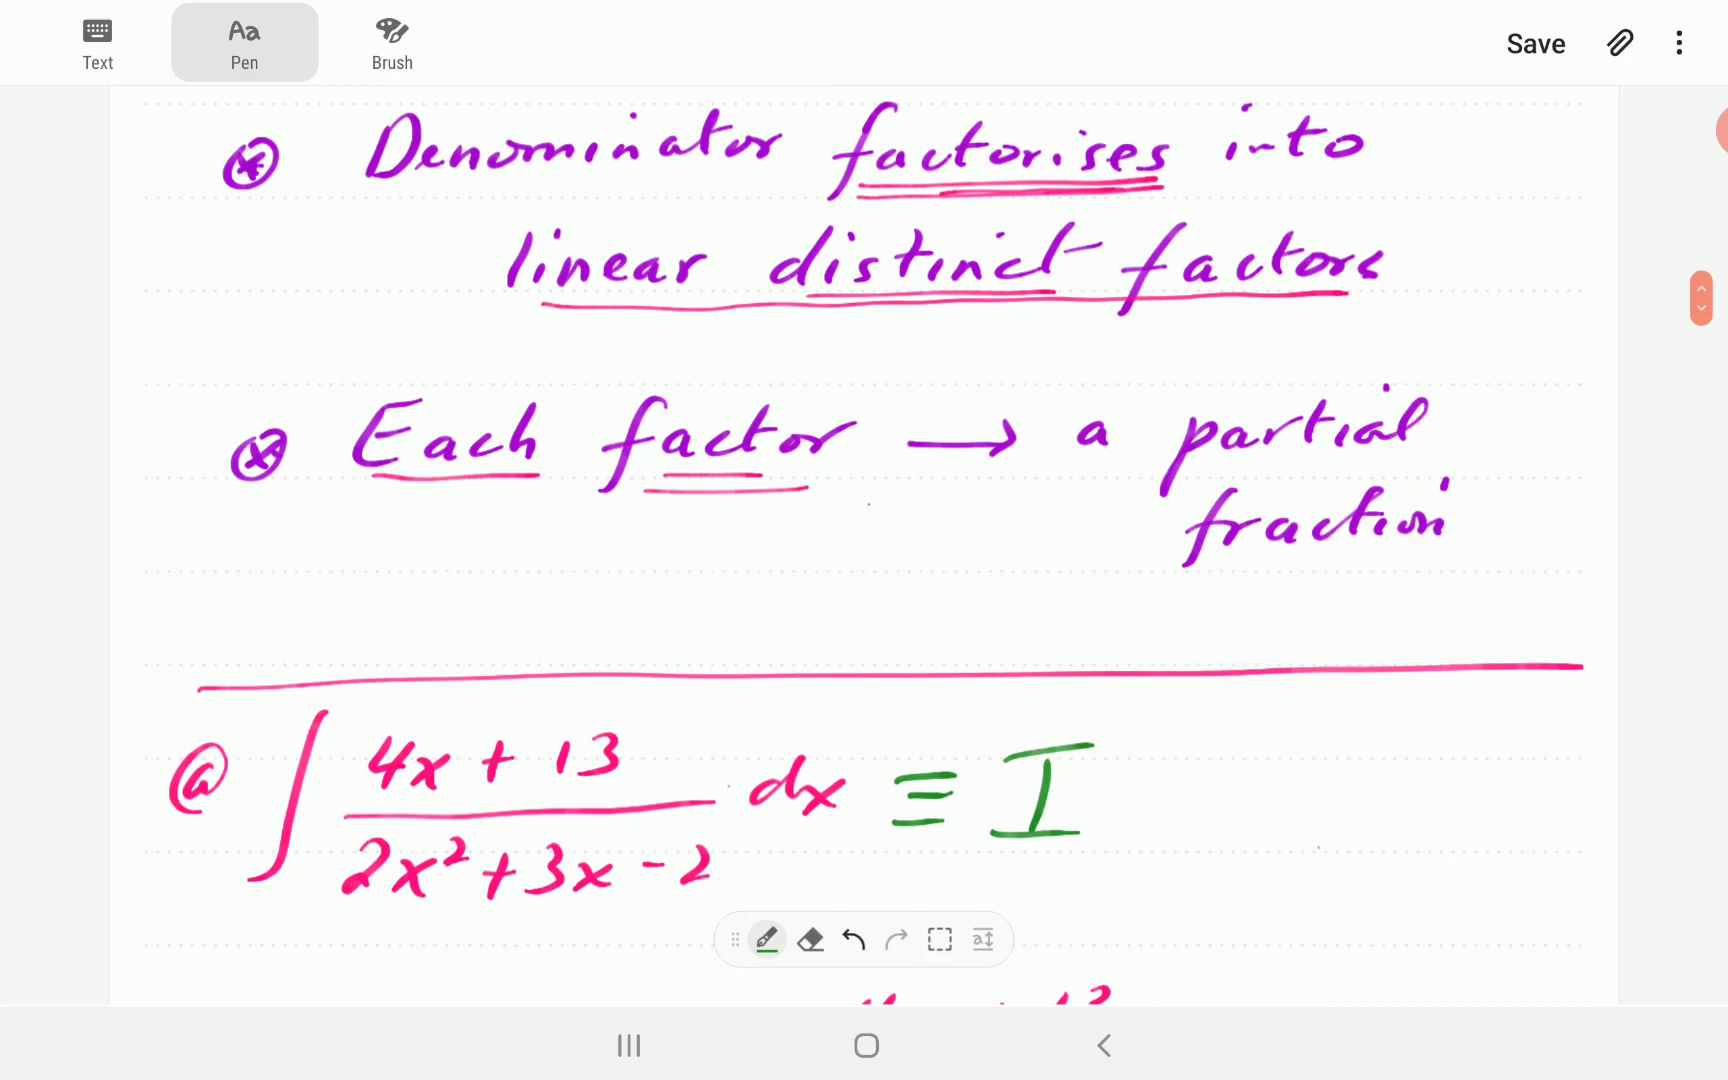 Text
Aa
Pen
Brush
Save
⊛ Denominator factorises into
linear distinct factors
⊛ Each factor → a partial
fraction
@ ∫ (4x + 13)/(2x² + 3x - 2) dx ≡ I